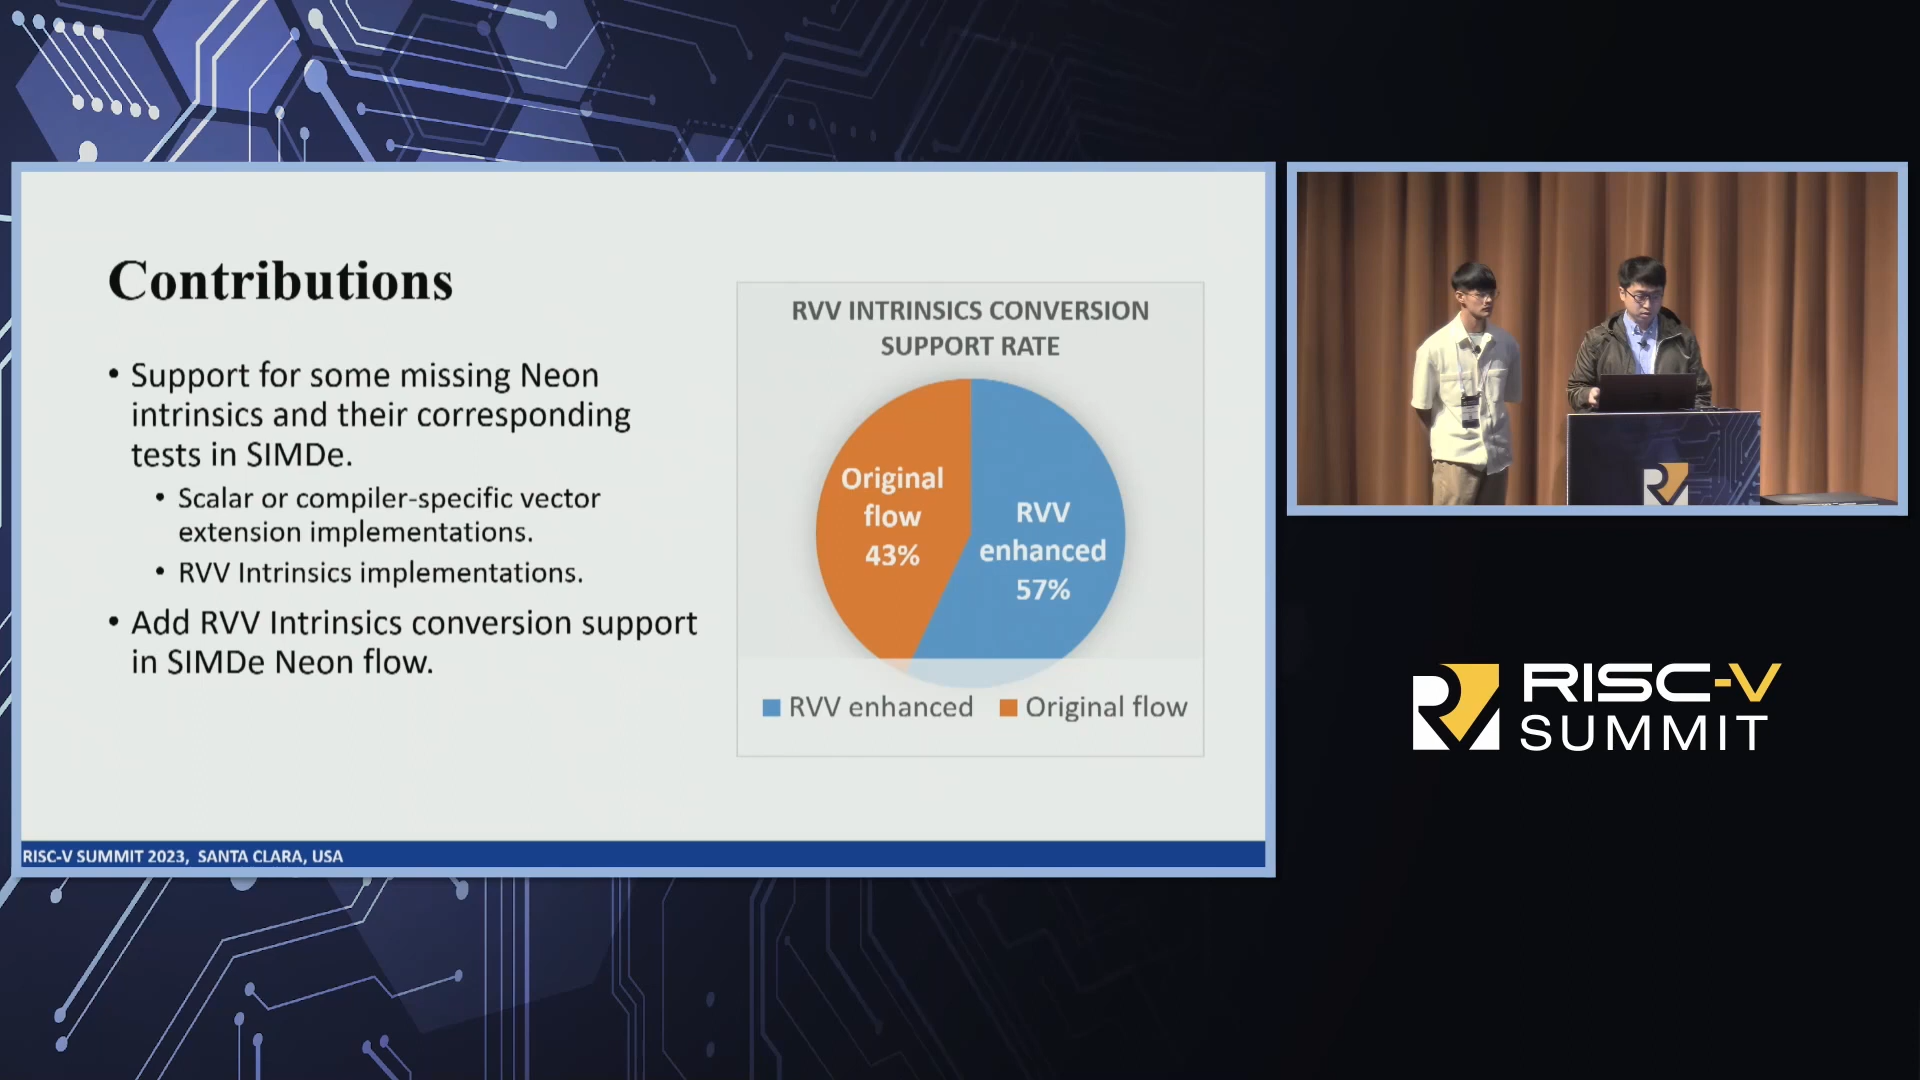 Contributions
• Support for some missing Neon
intrinsics and their corresponding
tests in SIMDe.
• Scalar or compiler-specific vector
extension implementations.
• RVV Intrinsics implementations.
• Add RVV Intrinsics conversion support
in SIMDe Neon flow.
RVV INTRINSICS CONVERSION
SUPPORT RATE
Original
flow
43%
RVV
enhanced
57%
RVV enhanced
Original flow
RISC-V SUMMIT 2023, SANTA CLARA, USA
RISC-V
SUMMIT